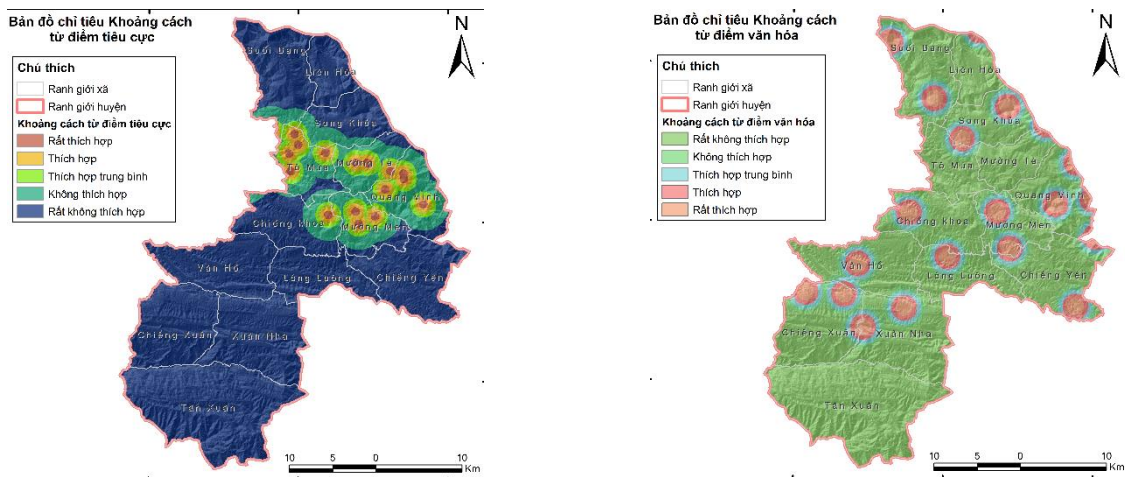 Bản đồ chỉ tiêu Khoảng cách
từ điểm tiêu cực
N
Chú thích
Ranh giới xã
Ranh giới huyện
Khoảng cách từ điểm tiêu cực
Rất thích hợp
Thích hợp
Thích hợp trung bình
Không thích hợp
Rất không thích hợp
Suối Bàng
Liên Hòa
Song Khủa
Tô Múa
Mường Tè
Quang Vinh
Chiềng Khoa
Mường Men
Vân Hồ
Lóng Luông
Chiềng Yên
Chiềng Xuân
Xuân Nha
Tân Xuân
10 5 0 10
Km
Bản đồ chỉ tiêu Khoảng cách
từ điểm văn hóa
N
Chú thích
Ranh giới xã
Ranh giới huyện
Khoảng cách từ điểm văn hóa
Rất không thích hợp
Không thích hợp
Thích hợp trung bình
Thích hợp
Rất thích hợp
Suối Bàng
Liên Hòa
Song Khủa
Tô Múa
Mường Tè
Quang Vinh
Chiềng Khoa
Mường Men
Vân Hồ
Lóng Luông
Chiềng Yên
Chiềng Xuân
Xuân Nha
Tân Xuân
10 5 0 10
Km